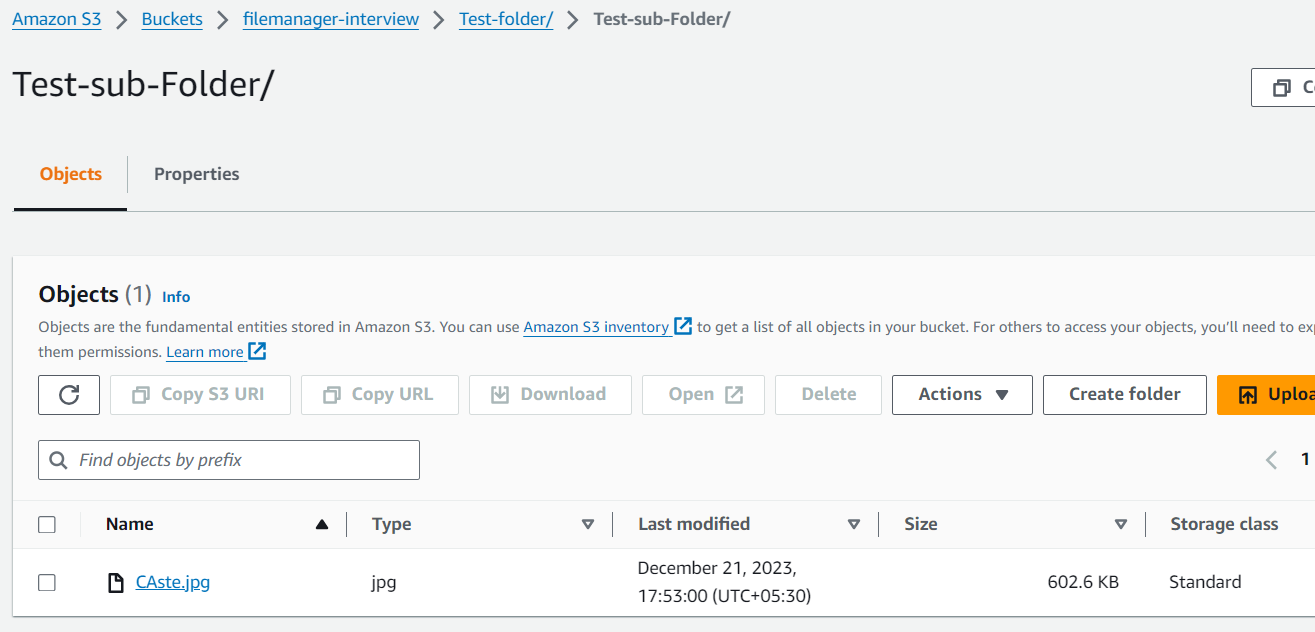 Amazon S3 > Buckets > filemanager-interview > Test-folder/ > Test-sub-Folder/
Test-sub-Folder/
Objects
Properties
Objects (1) Info
Objects are the fundamental entities stored in Amazon S3. You can use Amazon S3 inventory to get a list of all objects in your bucket. For others to access your objects, you'll need to
them permissions. Learn more
Copy S3 URI Copy URL Download Open Delete Actions Create folder
Find objects by prefix
1
Name Type Last modified Size Storage class
CAste.jpg jpg December 21, 2023, 602.6 KB Standard
17:53:00 (UTC+05:30)